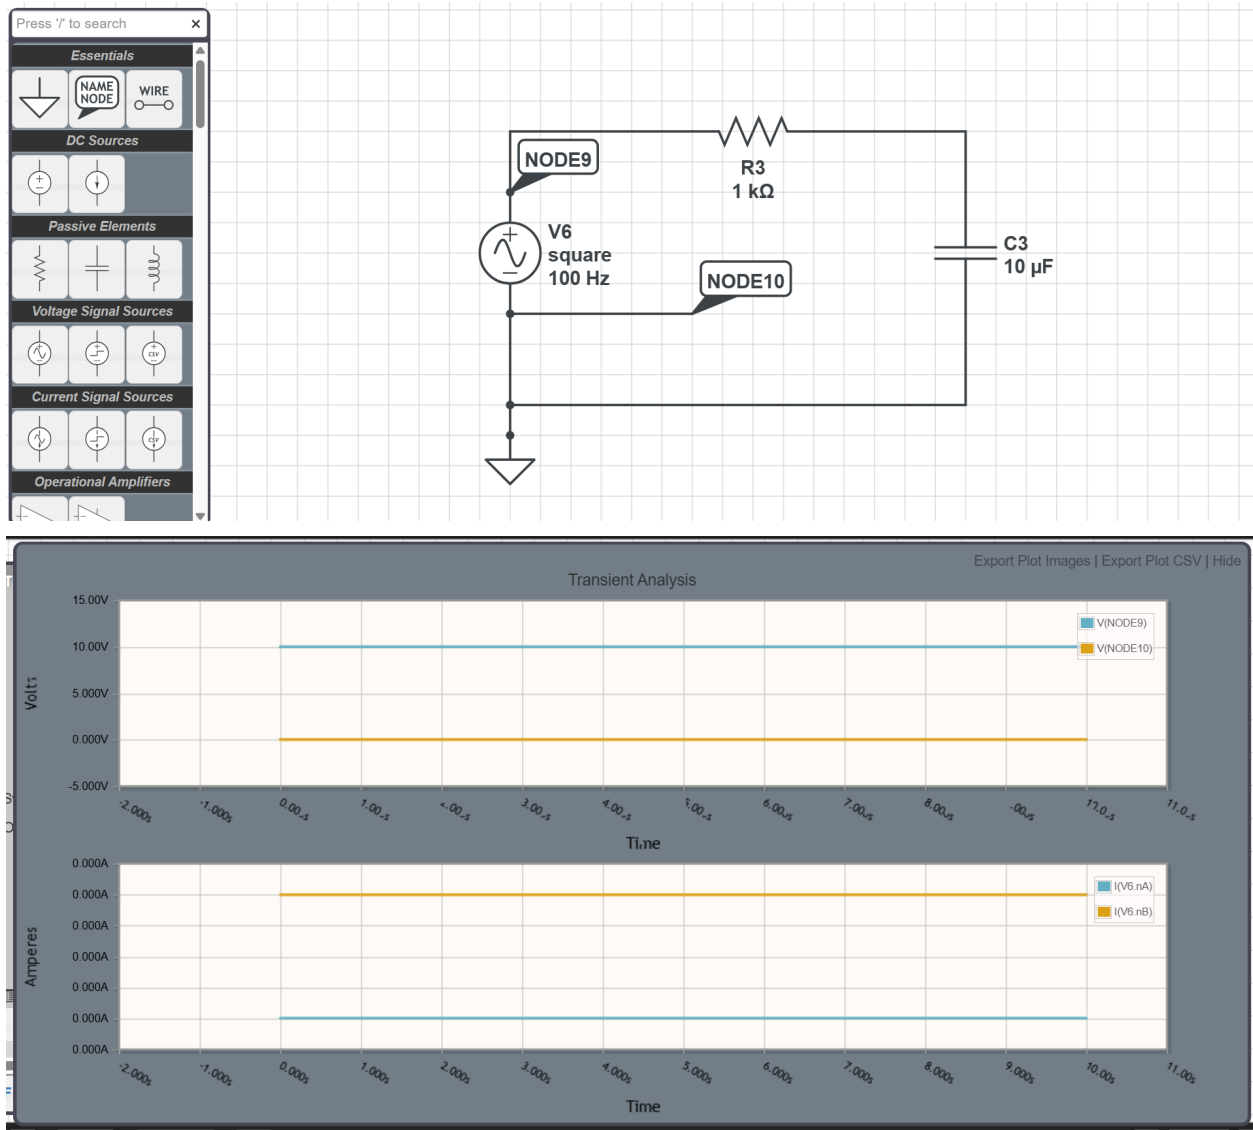 Press '/' to search ×
Essentials
NAME
NODE
WIRE
DC Sources
Passive Elements
Voltage Signal Sources
CSV
Current Signal Sources
CSV
Operational Amplifiers
NODE9
R3
1 kΩ
V6
square
100 Hz
NODE10
C3
10 µF
Export Plot Images | Export Plot CSV | Hide
Transient Analysis
15.00V
10.00V
5.000V
0.000V
-5.000V
Volts
V(NODE9)
V(NODE10)
-2.000s
-1.000s
Time
0.000A
0.000A
0.000A
0.000A
0.000A
0.000A
0.000A
Amperes
I(V6.nA)
I(V6.nB)
-2.000s
-1.000s
0.000s
1.000s
2.000s
3.000s
4.000s
5.000s
6.000s
7.000s
8.000s
9.000s
10.00s
11.00s
Time